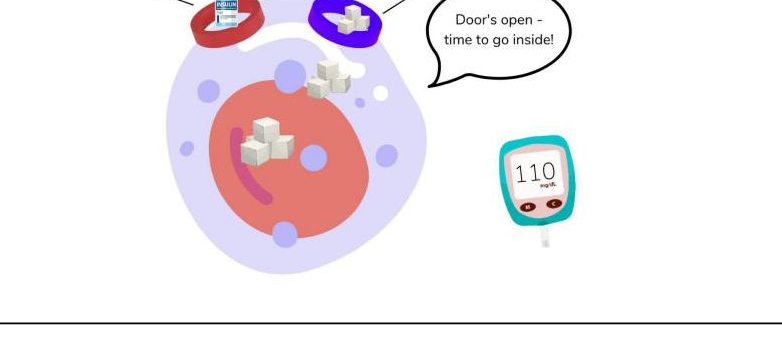 INSULIN
Door's open -
time to go inside!
110
mg/dL
M C